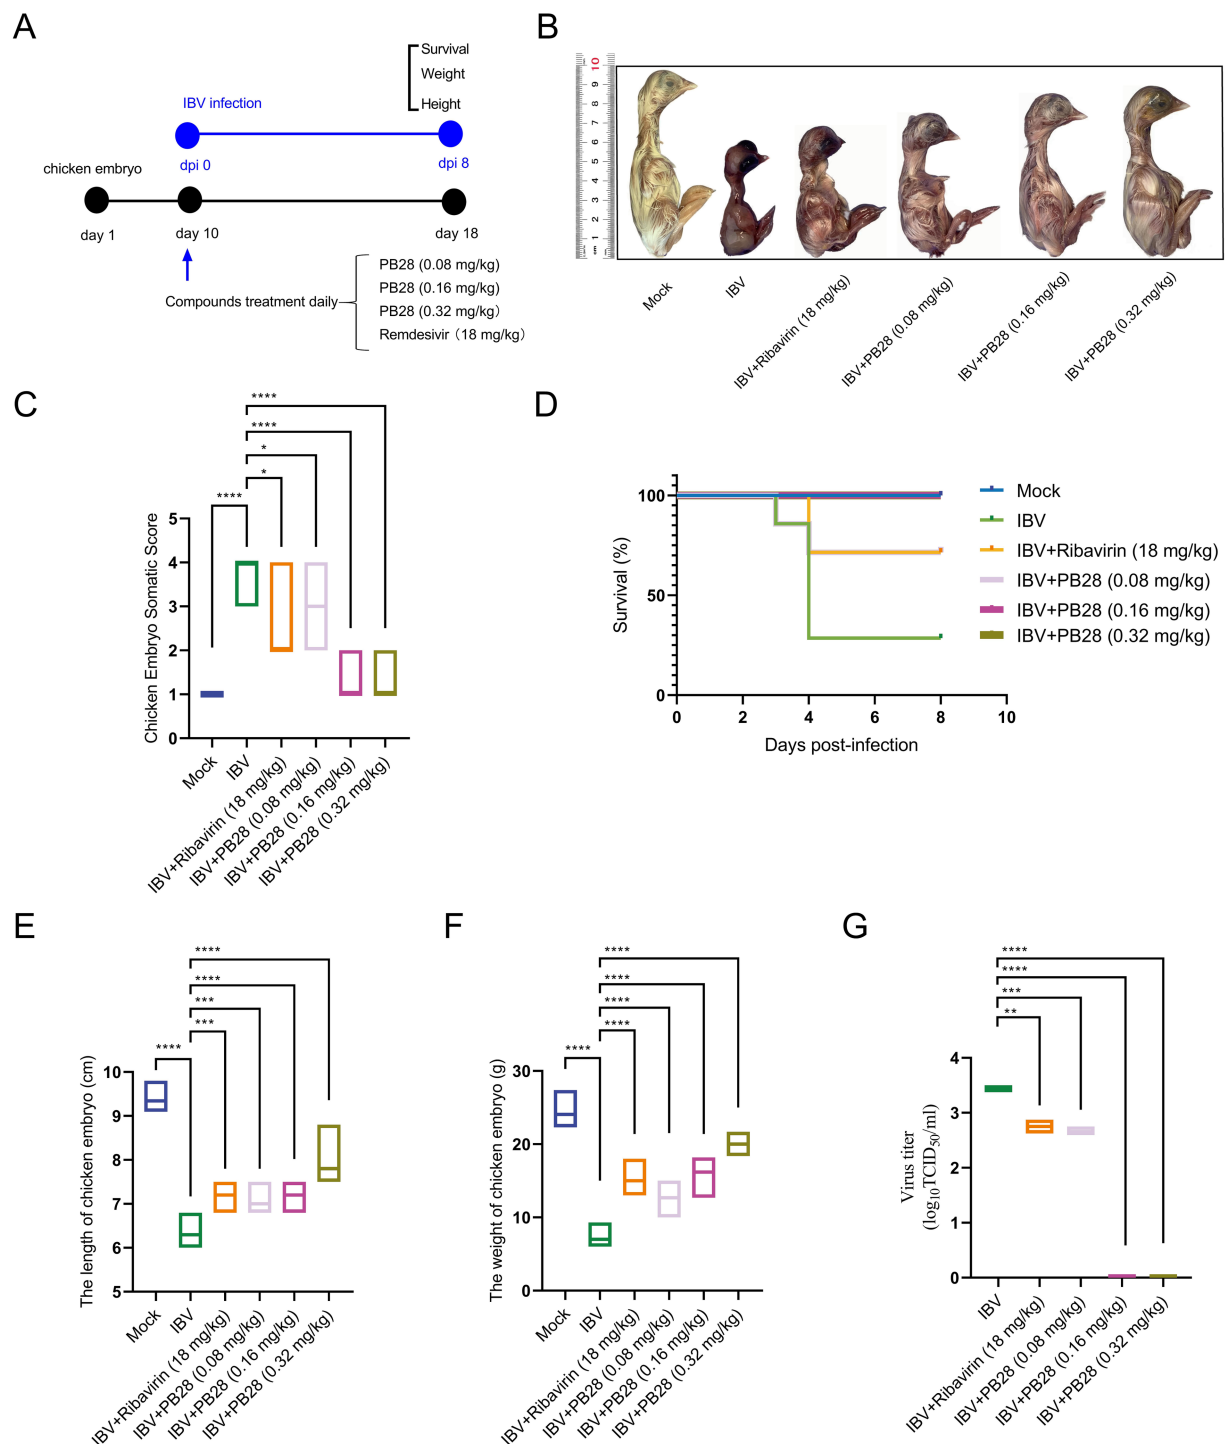 A
Survival
Weight
Height
IBV infection
dpi 0
dpi 8
chicken embryo
day 1
day 10
day 18
Compounds treatment daily
PB28 (0.08 mg/kg)
PB28 (0.16 mg/kg)
PB28 (0.32 mg/kg）
Remdesivir（18 mg/kg）
B
10
9
8
7
6
5
4
3
2
1
cm
Mock
IBV
IBV+Ribavirin (18 mg/kg)
IBV+PB28 (0.08 mg/kg)
IBV+PB28 (0.16 mg/kg)
IBV+PB28 (0.32 mg/kg)
C
****
****
*
*
****
Chicken Embryo Somatic Score
5
4
3
2
1
0
Mock
IBV
IBV+Ribavirin (18 mg/kg)
IBV+PB28 (0.08 mg/kg)
IBV+PB28 (0.16 mg/kg)
IBV+PB28 (0.32 mg/kg)
D
Survival (%)
100
50
0
0 2 4 6 8 10
Days post-infection
Mock
IBV
IBV+Ribavirin (18 mg/kg)
IBV+PB28 (0.08 mg/kg)
IBV+PB28 (0.16 mg/kg)
IBV+PB28 (0.32 mg/kg)
E
****
****
***
***
****
The length of chicken embryo (cm)
10
9
8
7
6
5
Mock
IBV
IBV+Ribavirin (18 mg/kg)
IBV+PB28 (0.08 mg/kg)
IBV+PB28 (0.16 mg/kg)
IBV+PB28 (0.32 mg/kg)
F
****
****
****
****
****
The weight of chicken embryo (g)
30
20
10
0
Mock
IBV
IBV+Ribavirin (18 mg/kg)
IBV+PB28 (0.08 mg/kg)
IBV+PB28 (0.16 mg/kg)
IBV+PB28 (0.32 mg/kg)
G
****
****
***
**
Virus titer
(log₁₀TCID₅₀/ml)
4
3
2
1
0
IBV
IBV+Ribavirin (18 mg/kg)
IBV+PB28 (0.08 mg/kg)
IBV+PB28 (0.16 mg/kg)
IBV+PB28 (0.32 mg/kg)